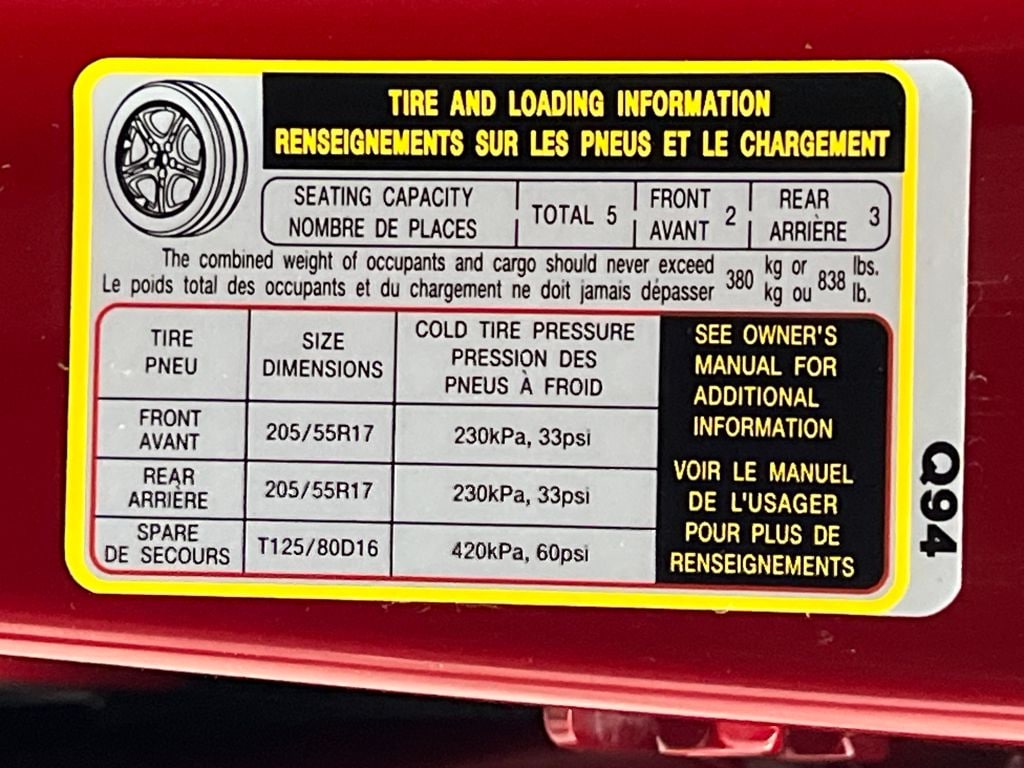 TIRE AND LOADING INFORMATION
RENSEIGNEMENTS SUR LES PNEUS ET LE CHARGEMENT
SEATING CAPACITY
NOMBRE DE PLACES
TOTAL 5
FRONT
AVANT
2
REAR
ARRIÈRE
3
The combined weight of occupants and cargo should never exceed
Le poids total des occupants et du chargement ne doit jamais dépasser
380
kg or
kg ou
838
lbs.
lb.
TIRE
PNEU
SIZE
DIMENSIONS
COLD TIRE PRESSURE
PRESSION DES
PNEUS À FROID
FRONT
AVANT
205/55R17
230kPa, 33psi
REAR
ARRIÈRE
205/55R17
230kPa, 33psi
SPARE
DE SECOURS
T125/80D16
420kPa, 60psi
SEE OWNER'S
MANUAL FOR
ADDITIONAL
INFORMATION
VOIR LE MANUEL
DE L'USAGER
POUR PLUS DE
RENSEIGNEMENTS
Q94